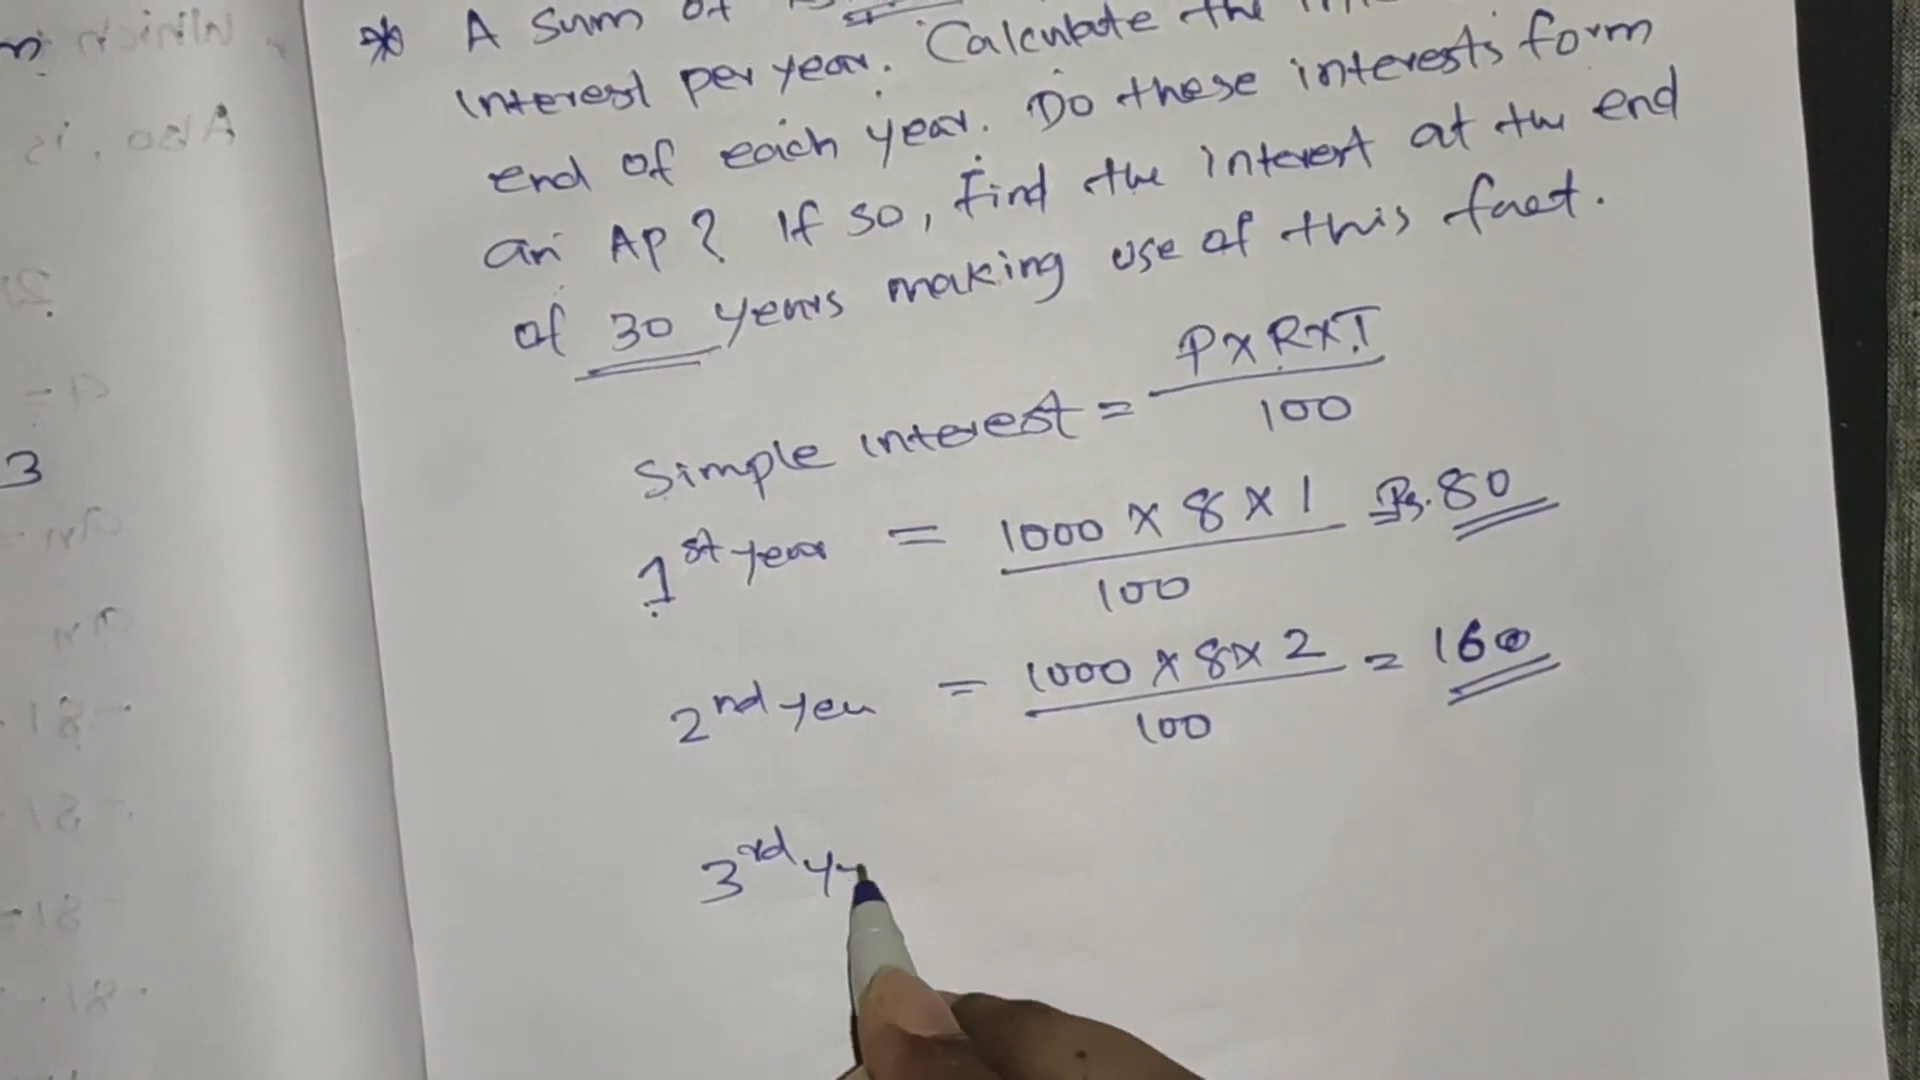 * A sum of
interest per year. Calculate the
end of each year. Do these interests form
an AP? If so, find the interest at the end
of 30 years making use of this fact.
Simple interest = P×R×T / 100
1st year = 1000 × 8 × 1 / 100 = Rs. 80
2nd year = 1000 × 8 × 2 / 100 = 160
3rd